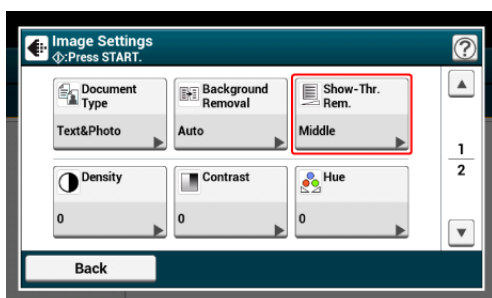 Image Settings
:Press START.
?
Document
Type
Text&Photo
Background
Removal
Auto
Show-Thr.
Rem.
Middle
1
2
Density
0
Contrast
0
Hue
0
Back